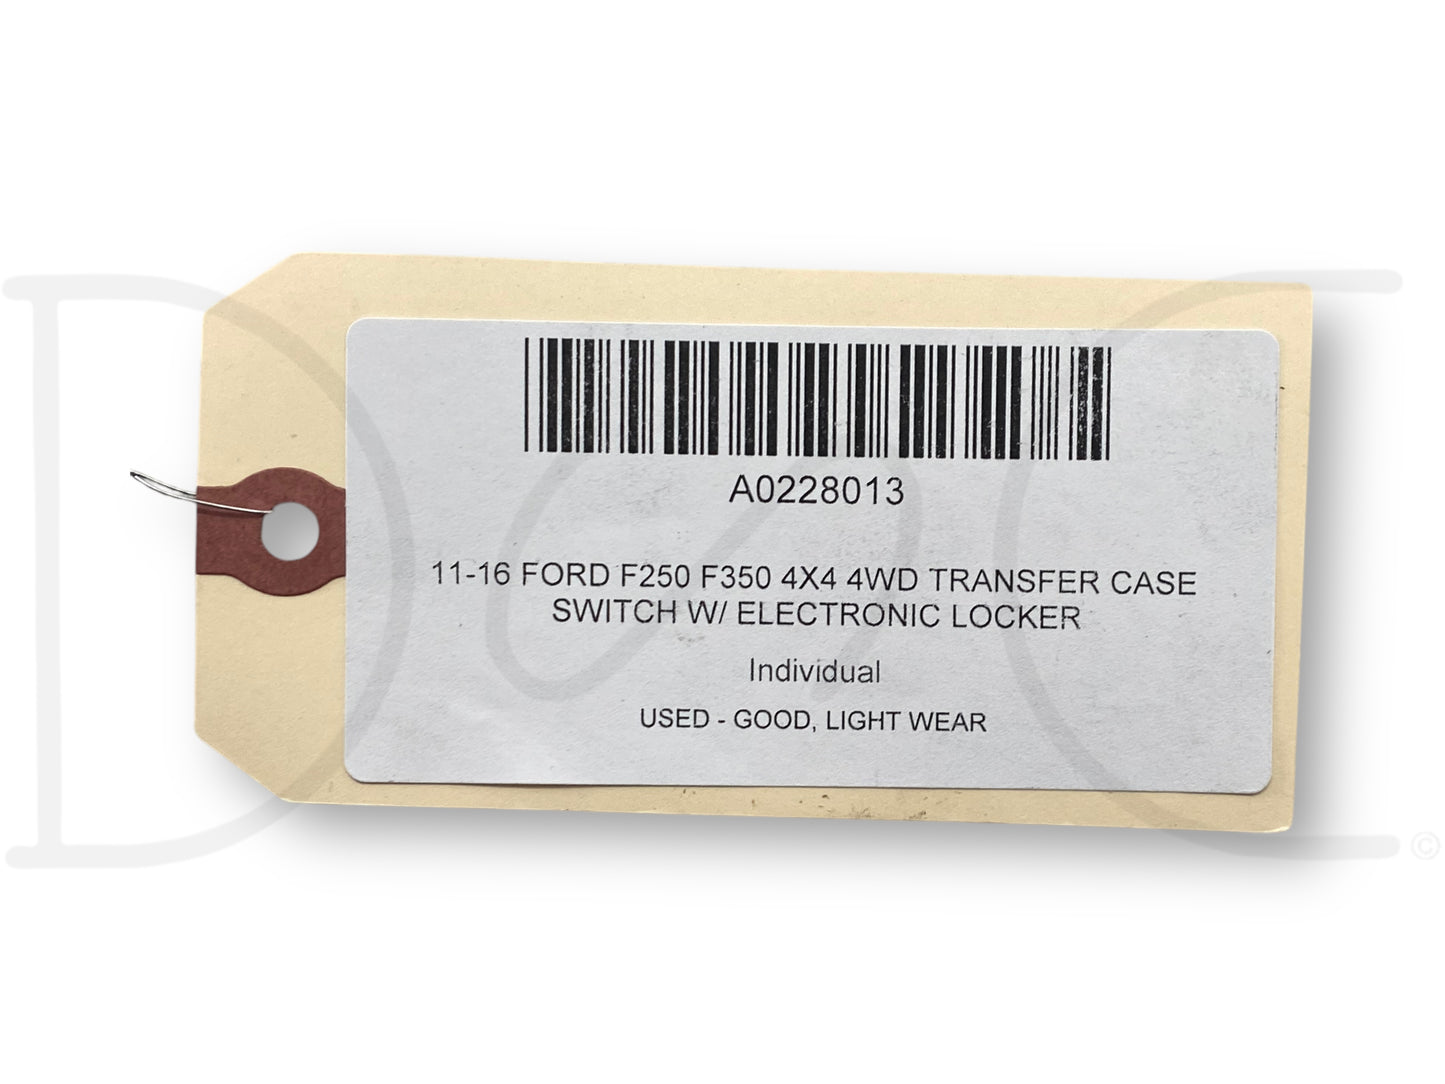 A0228013
11-16 FORD F250 F350 4X4 4WD TRANSFER CASE
SWITCH W/ ELECTRONIC LOCKER
Individual
USED - GOOD, LIGHT WEAR
©